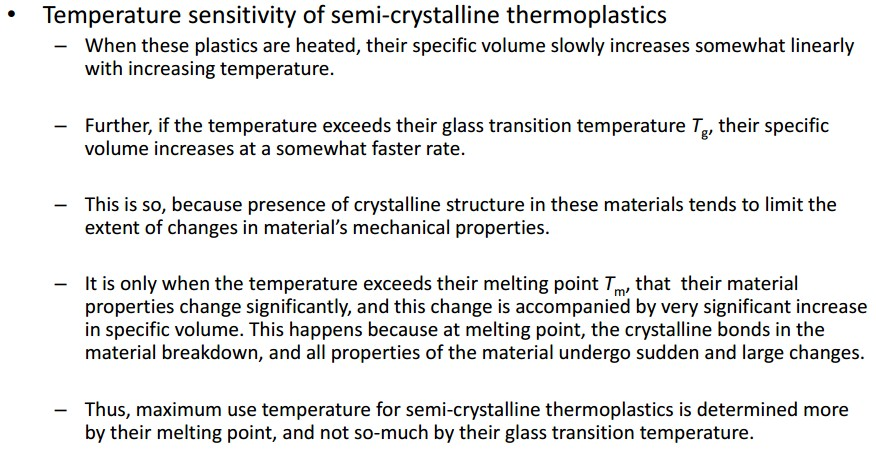 • Temperature sensitivity of semi-crystalline thermoplastics
– When these plastics are heated, their specific volume slowly increases somewhat linearly
with increasing temperature.
– Further, if the temperature exceeds their glass transition temperature Tg, their specific
volume increases at a somewhat faster rate.
– This is so, because presence of crystalline structure in these materials tends to limit the
extent of changes in material’s mechanical properties.
– It is only when the temperature exceeds their melting point Tm, that their material
properties change significantly, and this change is accompanied by very significant increase
in specific volume. This happens because at melting point, the crystalline bonds in the
material breakdown, and all properties of the material undergo sudden and large changes.
– Thus, maximum use temperature for semi-crystalline thermoplastics is determined more
by their melting point, and not so-much by their glass transition temperature.